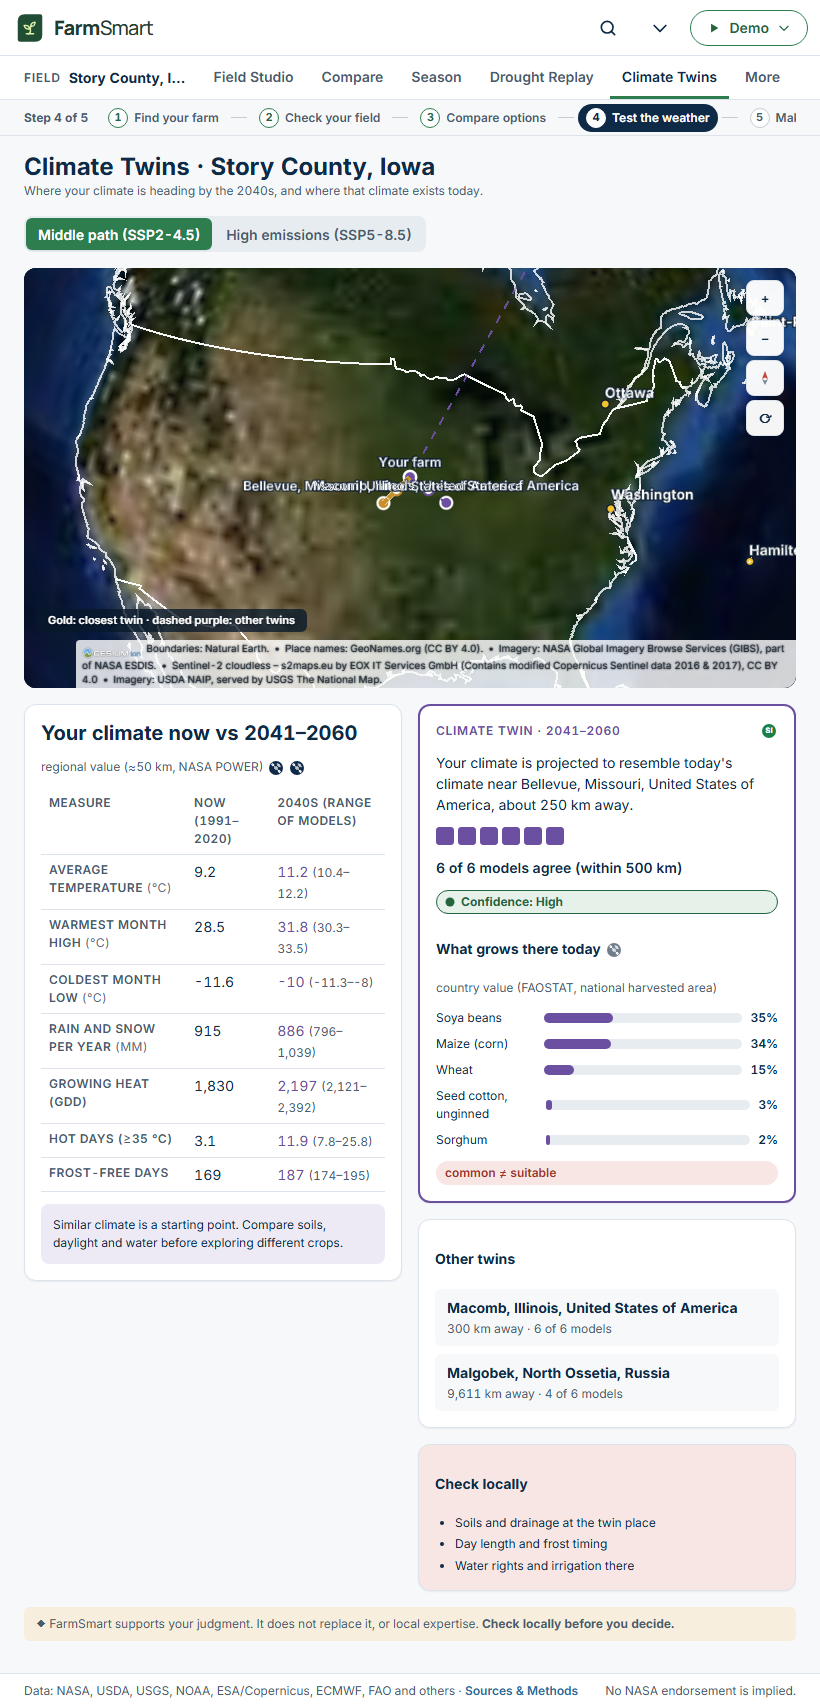 FarmSmart
Demo
FIELD Story County, I... Field Studio Compare Season Drought Replay Climate Twins More
Step 4 of 5 1 Find your farm 2 Check your field 3 Compare options 4 Test the weather 5 Mal
Climate Twins · Story County, Iowa
Where your climate is heading by the 2040s, and where that climate exists today.
Middle path (SSP2-4.5) High emissions (SSP5-8.5)
+
−
Ottawa
Your farm
Bellevue, Missouri, United States of America
Washington
Hamilt
Gold: closest twin · dashed purple: other twins
CESIUM ion Boundaries: Natural Earth. • Place names: GeoNames.org (CC BY 4.0). • Imagery: NASA Global Imagery Browse Services (GIBS), part
of NASA ESDIS. • Sentinel-2 cloudless – s2maps.eu by EOX IT Services GmbH (Contains modified Copernicus Sentinel data 2016 & 2017), CC BY
4.0 • Imagery: USDA NAIP, served by USGS The National Map.
Your climate now vs 2041–2060
regional value (≈50 km, NASA POWER)
MEASURE NOW (1991–2020) 2040S (RANGE OF MODELS)
AVERAGE TEMPERATURE (°C) 9.2 11.2 (10.4–12.2)
WARMEST MONTH HIGH (°C) 28.5 31.8 (30.3–33.5)
COLDEST MONTH LOW (°C) -11.6 -10 (-11.3–-8)
RAIN AND SNOW PER YEAR (MM) 915 886 (796–1,039)
GROWING HEAT (GDD) 1,830 2,197 (2,121–2,392)
HOT DAYS (≥35 °C) 3.1 11.9 (7.8–25.8)
FROST-FREE DAYS 169 187 (174–195)
Similar climate is a starting point. Compare soils,
daylight and water before exploring different crops.
CLIMATE TWIN · 2041–2060 SI
Your climate is projected to resemble today's
climate near Bellevue, Missouri, United States of
America, about 250 km away.
6 of 6 models agree (within 500 km)
Confidence: High
What grows there today
country value (FAOSTAT, national harvested area)
Soya beans 35%
Maize (corn) 34%
Wheat 15%
Seed cotton, unginned 3%
Sorghum 2%
common ≠ suitable
Other twins
Macomb, Illinois, United States of America
300 km away · 6 of 6 models
Malgobek, North Ossetia, Russia
9,611 km away · 4 of 6 models
Check locally
• Soils and drainage at the twin place
• Day length and frost timing
• Water rights and irrigation there
FarmSmart supports your judgment. It does not replace it, or local expertise. Check locally before you decide.
Data: NASA, USDA, USGS, NOAA, ESA/Copernicus, ECMWF, FAO and others · Sources & Methods No NASA endorsement is implied.